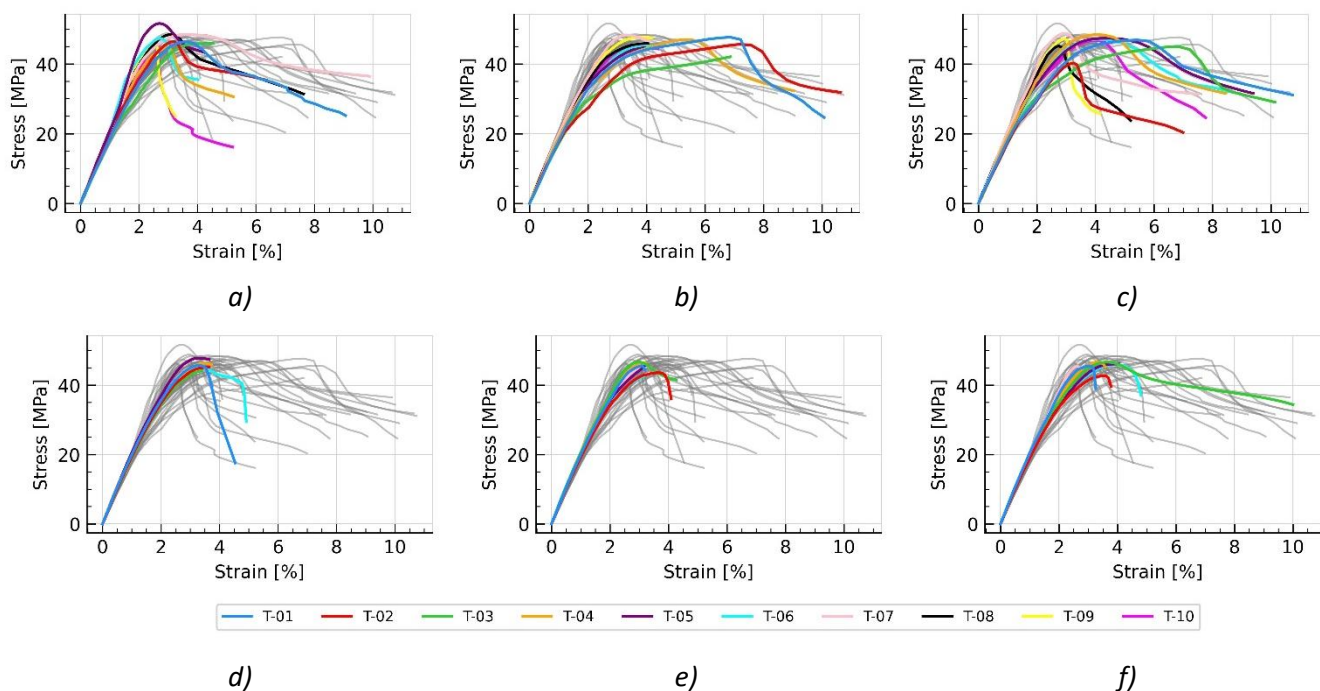 Stress [MPa]
40
20
0
0 2 4 6 8 10
Strain [%]
a)
Stress [MPa]
40
20
0
0 2 4 6 8 10
Strain [%]
b)
Stress [MPa]
40
20
0
0 2 4 6 8 10
Strain [%]
c)
Stress [MPa]
40
20
0
0 2 4 6 8 10
Strain [%]
Stress [MPa]
40
20
0
0 2 4 6 8 10
Strain [%]
Stress [MPa]
40
20
0
0 2 4 6 8 10
Strain [%]
T-01 T-02 T-03 T-04 T-05 T-06 T-07 T-08 T-09 T-10
d) e) f)